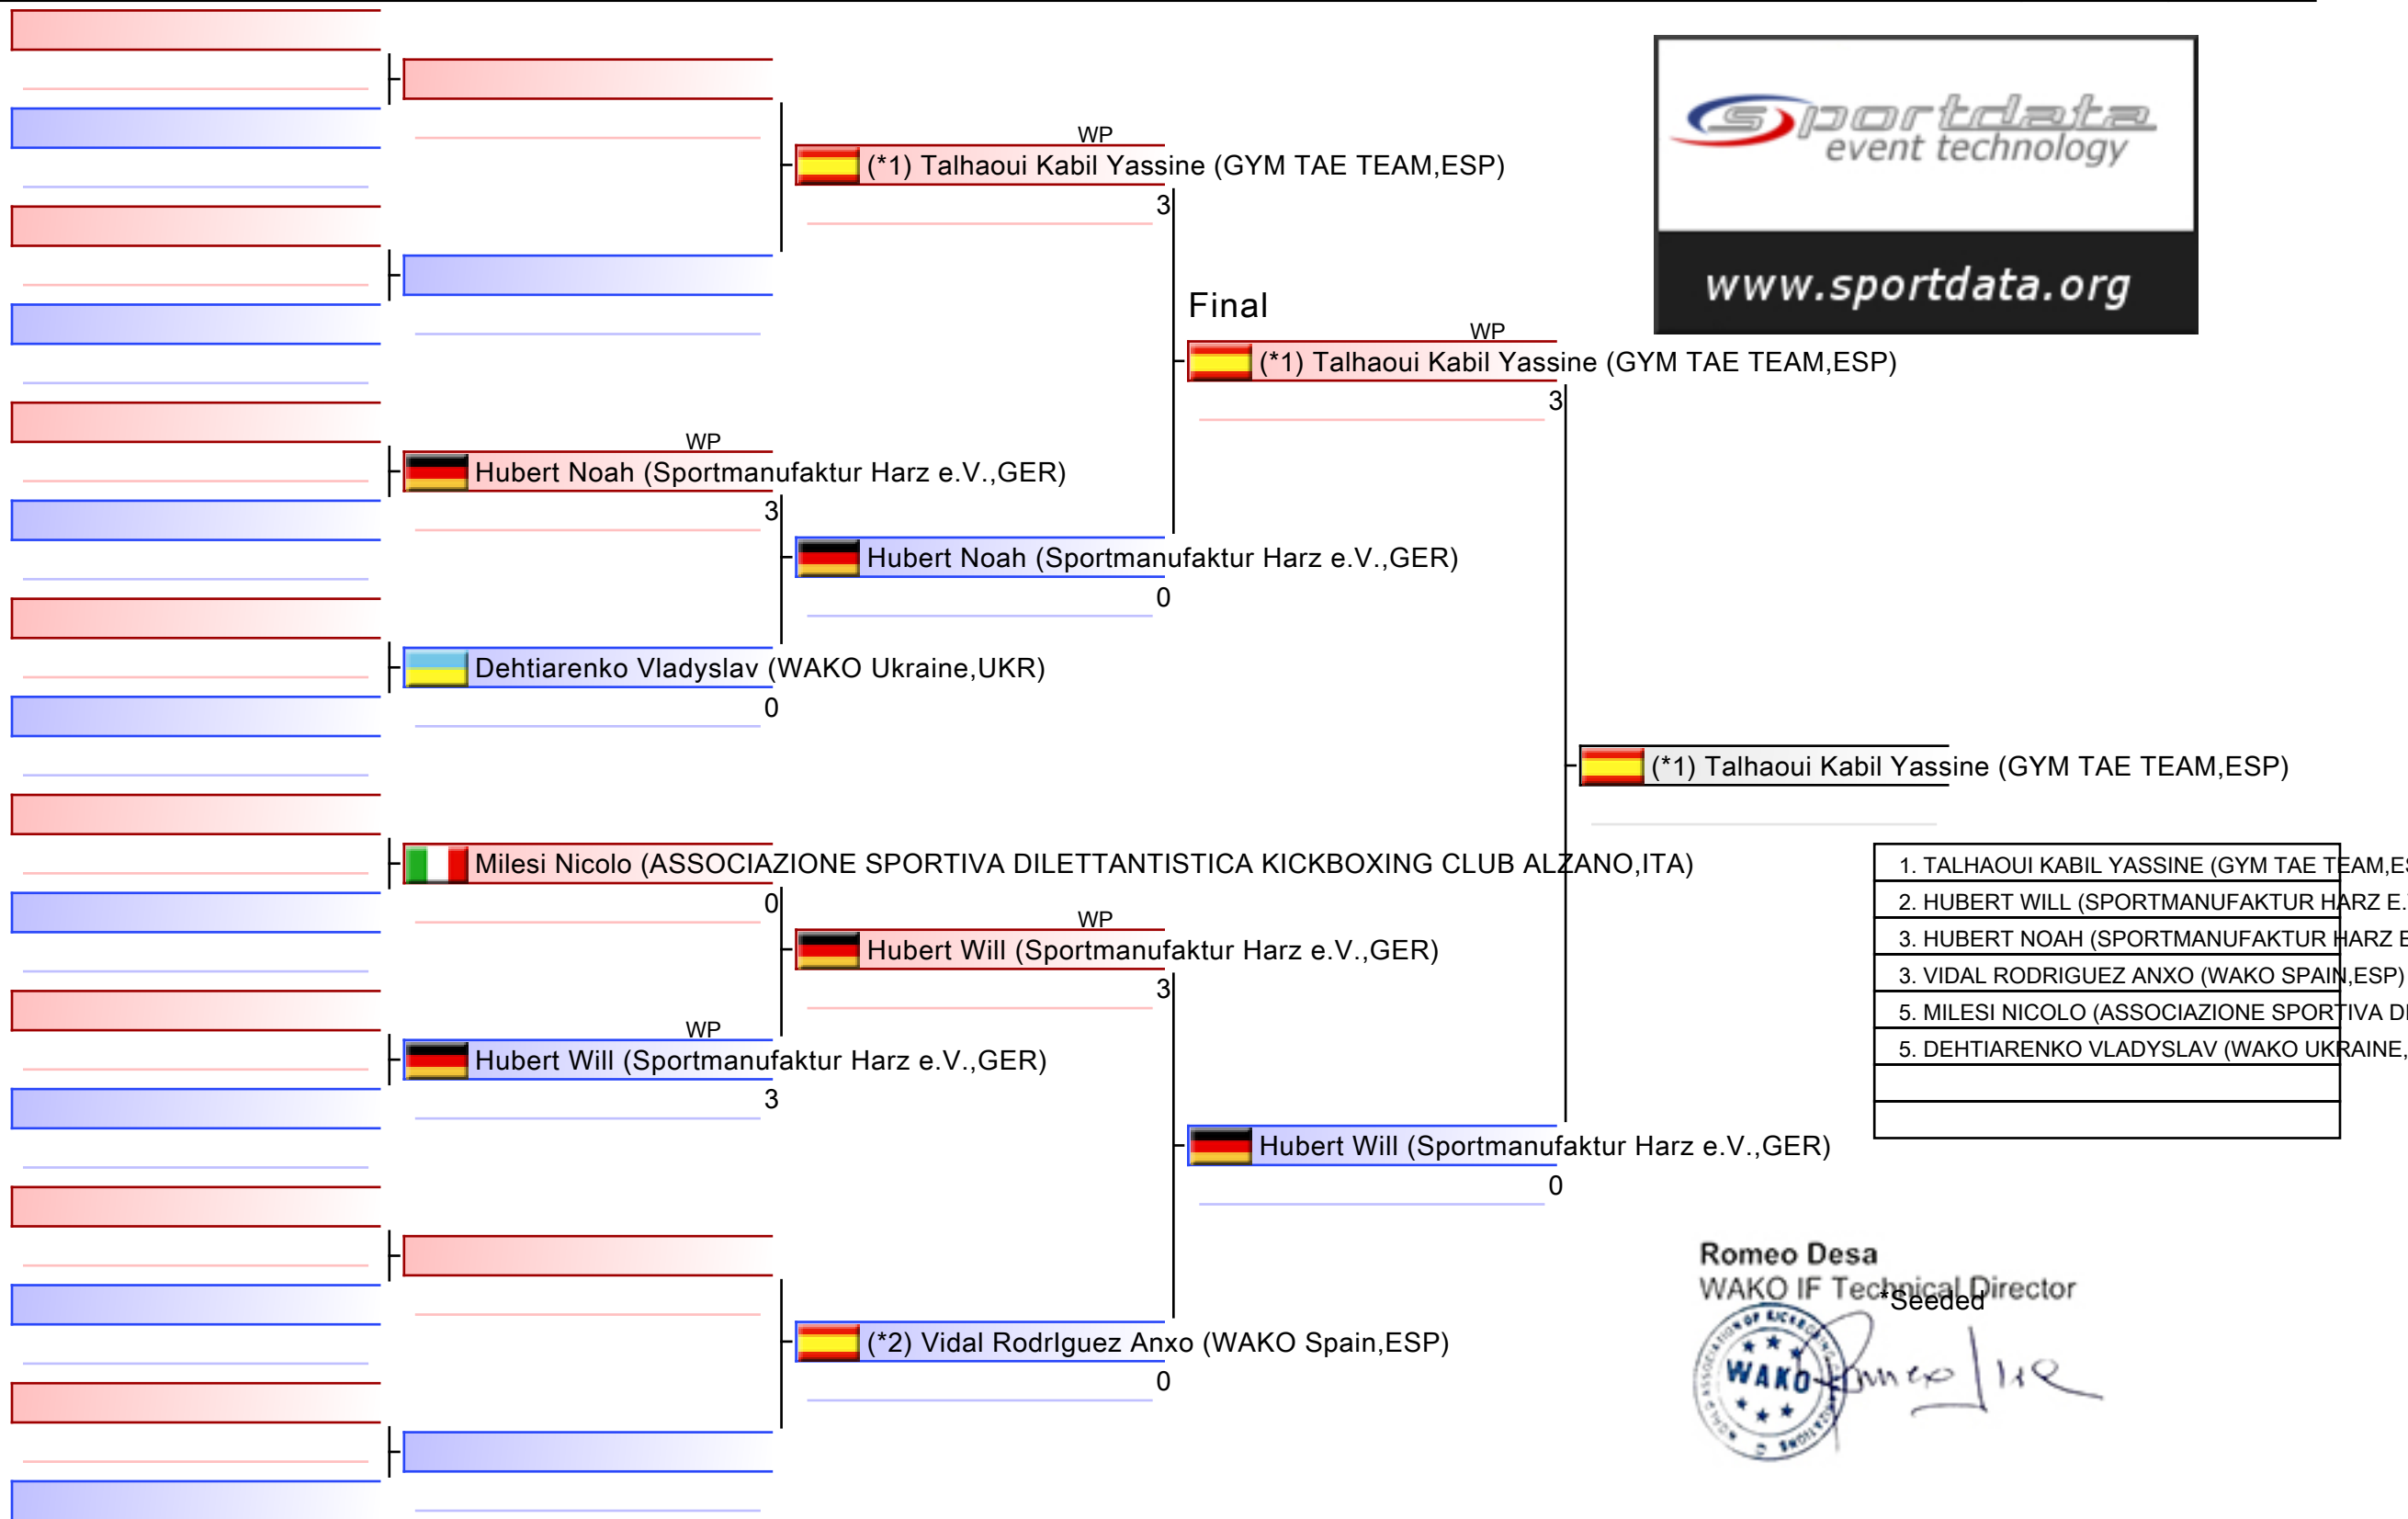 sportdata
event technology
www.sportdata.org
WP
(*1) Talhaoui Kabil Yassine (GYM TAE TEAM,ESP)
3
Final
WP
(*1) Talhaoui Kabil Yassine (GYM TAE TEAM,ESP)
3
WP
Hubert Noah (Sportmanufaktur Harz e.V.,GER)
3
Hubert Noah (Sportmanufaktur Harz e.V.,GER)
0
Dehtiarenko Vladyslav (WAKO Ukraine,UKR)
0
(*1) Talhaoui Kabil Yassine (GYM TAE TEAM,ESP)
Milesi Nicolo (ASSOCIAZIONE SPORTIVA DILETTANTISTICA KICKBOXING CLUB ALZANO,ITA)
0
WP
Hubert Will (Sportmanufaktur Harz e.V.,GER)
3
WP
Hubert Will (Sportmanufaktur Harz e.V.,GER)
3
Hubert Will (Sportmanufaktur Harz e.V.,GER)
0
(*2) Vidal RodrIguez Anxo (WAKO Spain,ESP)
0
1. TALHAOUI KABIL YASSINE (GYM TAE TEAM,ES
2. HUBERT WILL (SPORTMANUFAKTUR HARZ E.
3. HUBERT NOAH (SPORTMANUFAKTUR HARZ E
3. VIDAL RODRIGUEZ ANXO (WAKO SPAIN,ESP)
5. MILESI NICOLO (ASSOCIAZIONE SPORTIVA DI
5. DEHTIARENKO VLADYSLAV (WAKO UKRAINE,
Romeo Desa
WAKO IF Technical Director
*Seeded
WAKO